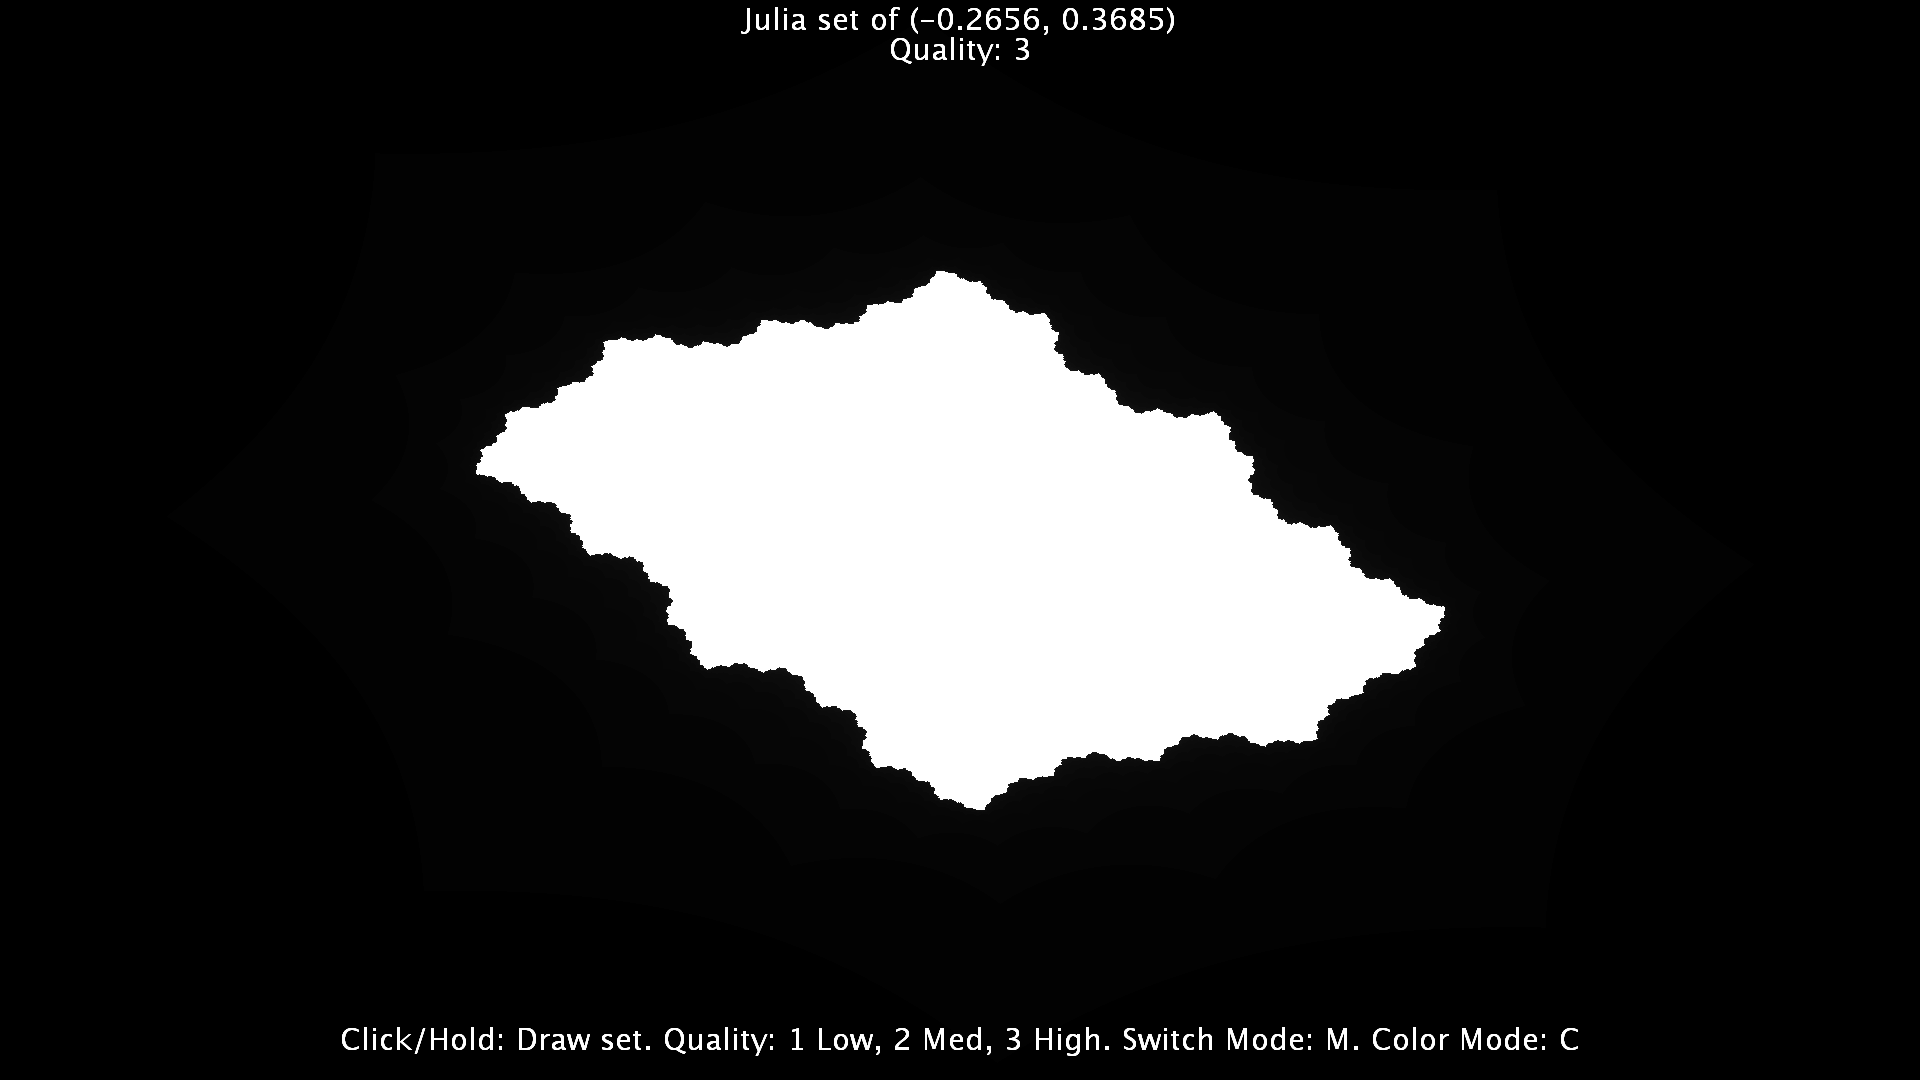 Julia set of (-0.2656, 0.3685)
Quality: 3
Click/Hold: Draw set. Quality: 1 Low, 2 Med, 3 High. Switch Mode: M. Color Mode: C